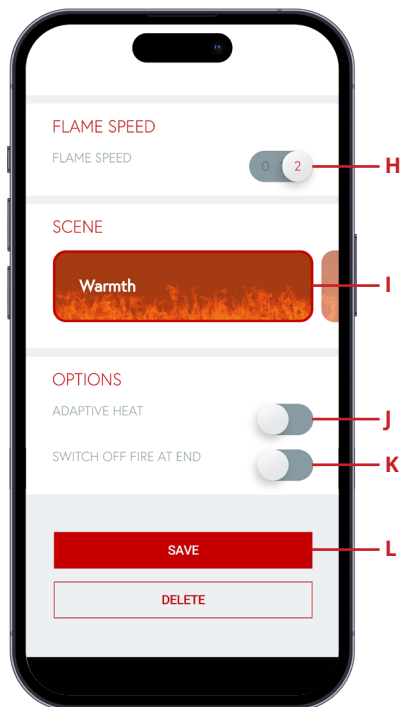 FLAME SPEED
FLAME SPEED
0 2
H
SCENE
Warmth
I
OPTIONS
ADAPTIVE HEAT
J
SWITCH OFF FIRE AT END
K
SAVE
L
DELETE